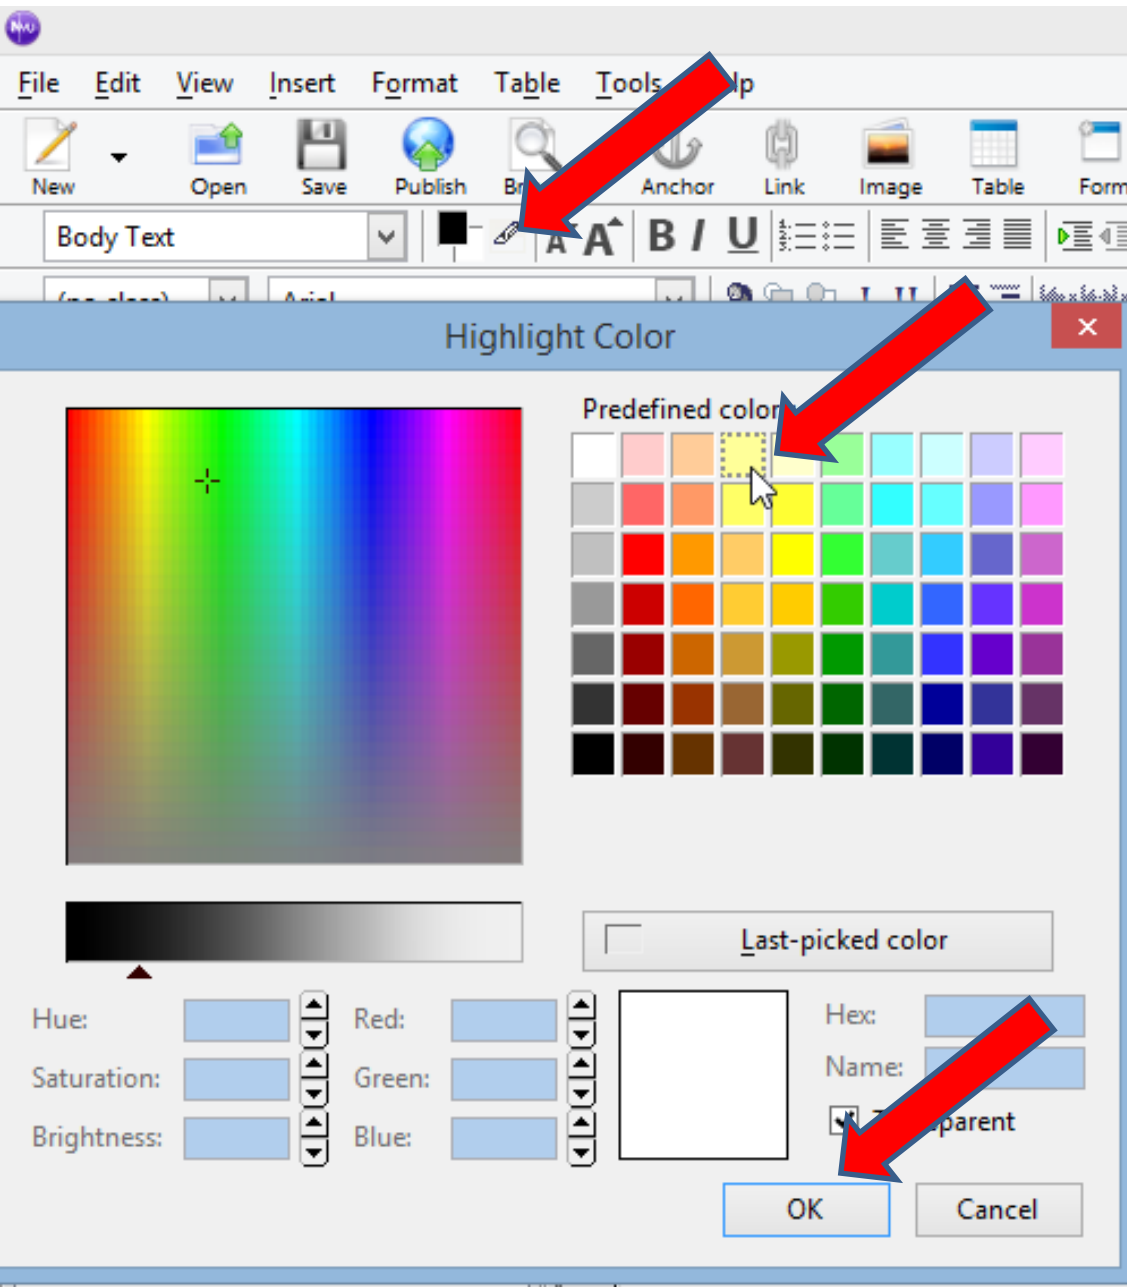 File Edit View Insert Format Table Tools
New Open Save Publish Anchor Link Image Table
Body Text A A B I U
Highlight Color
Predefined color
Last-picked color
Hue: Red: Hex:
Saturation: Green: Name:
Brightness: Blue:
OK Cancel